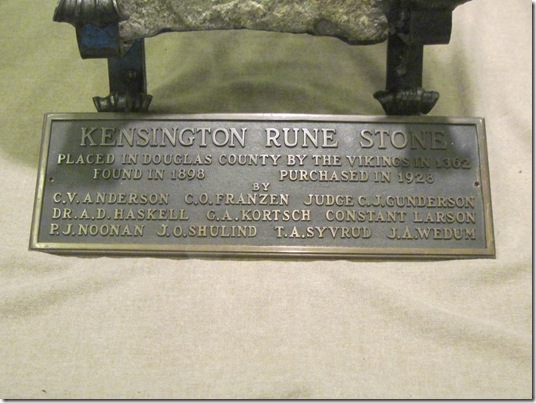 KENSINGTON RUNE STONE
PLACED IN DOUGLAS COUNTY BY THE VIKINGS IN 1362
FOUND IN 1898 PURCHASED IN 1928
BY
C.V. ANDERSON C.O. FRANZEN JUDGE C.J. GUNDERSON
DR. A.D. HASKELL G.A. KORTSCH CONSTANT LARSON
P.J. NOONAN J.O. SHULIND T.A. SYVRUD J.A. WEDUM